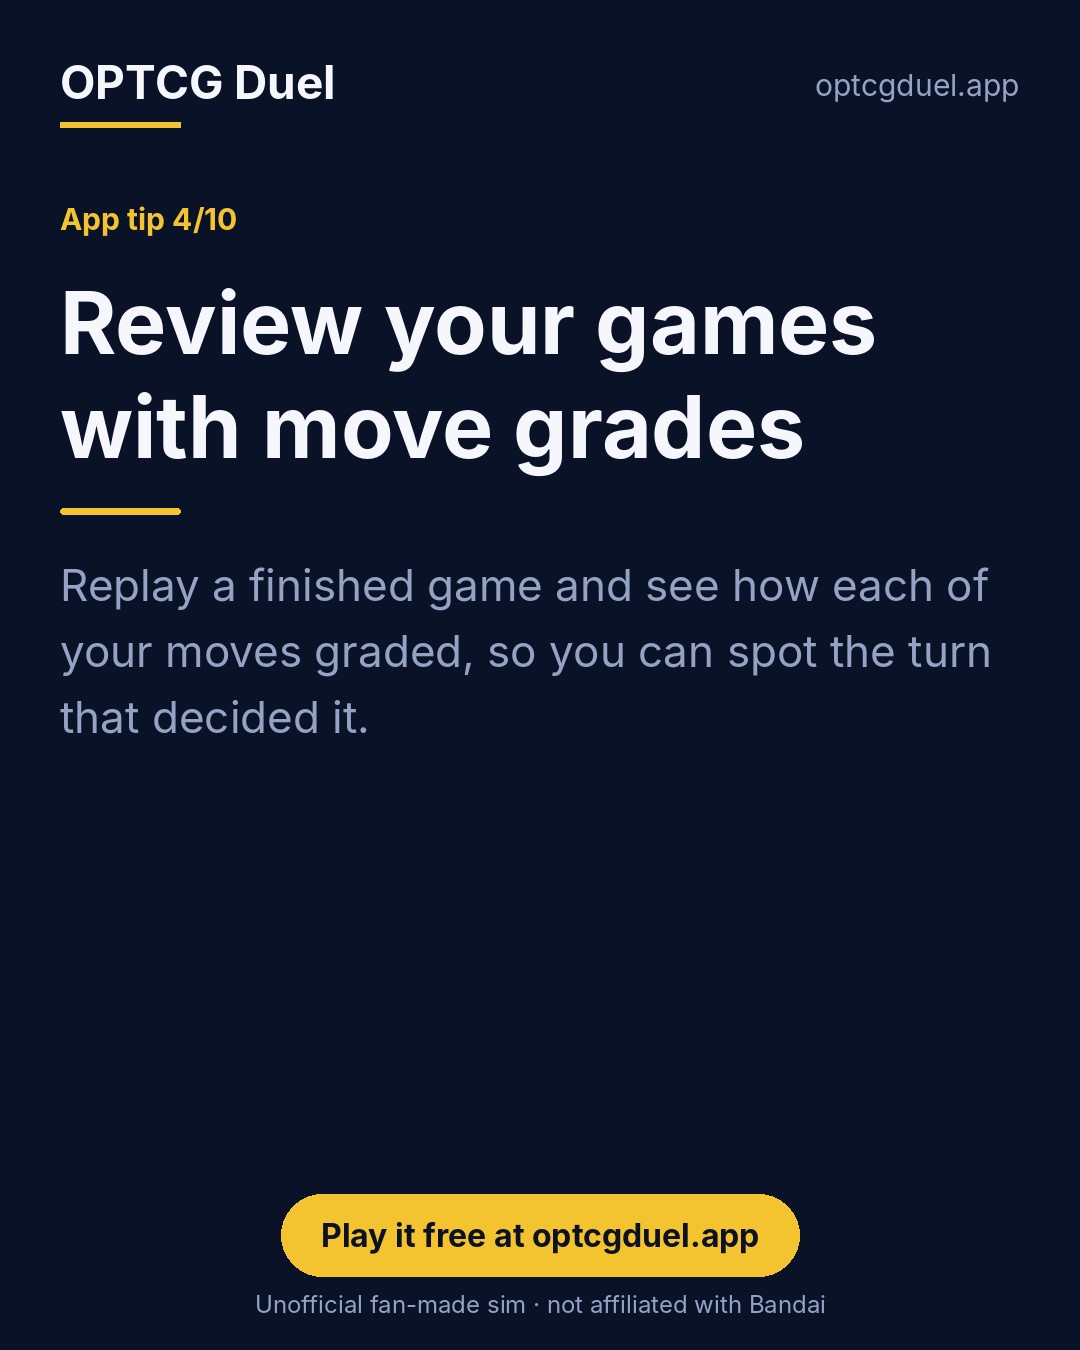 OPTCG Duel
optcgduel.app
App tip 4/10
Review your games
with move grades
Replay a finished game and see how each of
your moves graded, so you can spot the turn
that decided it.
Play it free at optcgduel.app
Unofficial fan-made sim · not affiliated with Bandai